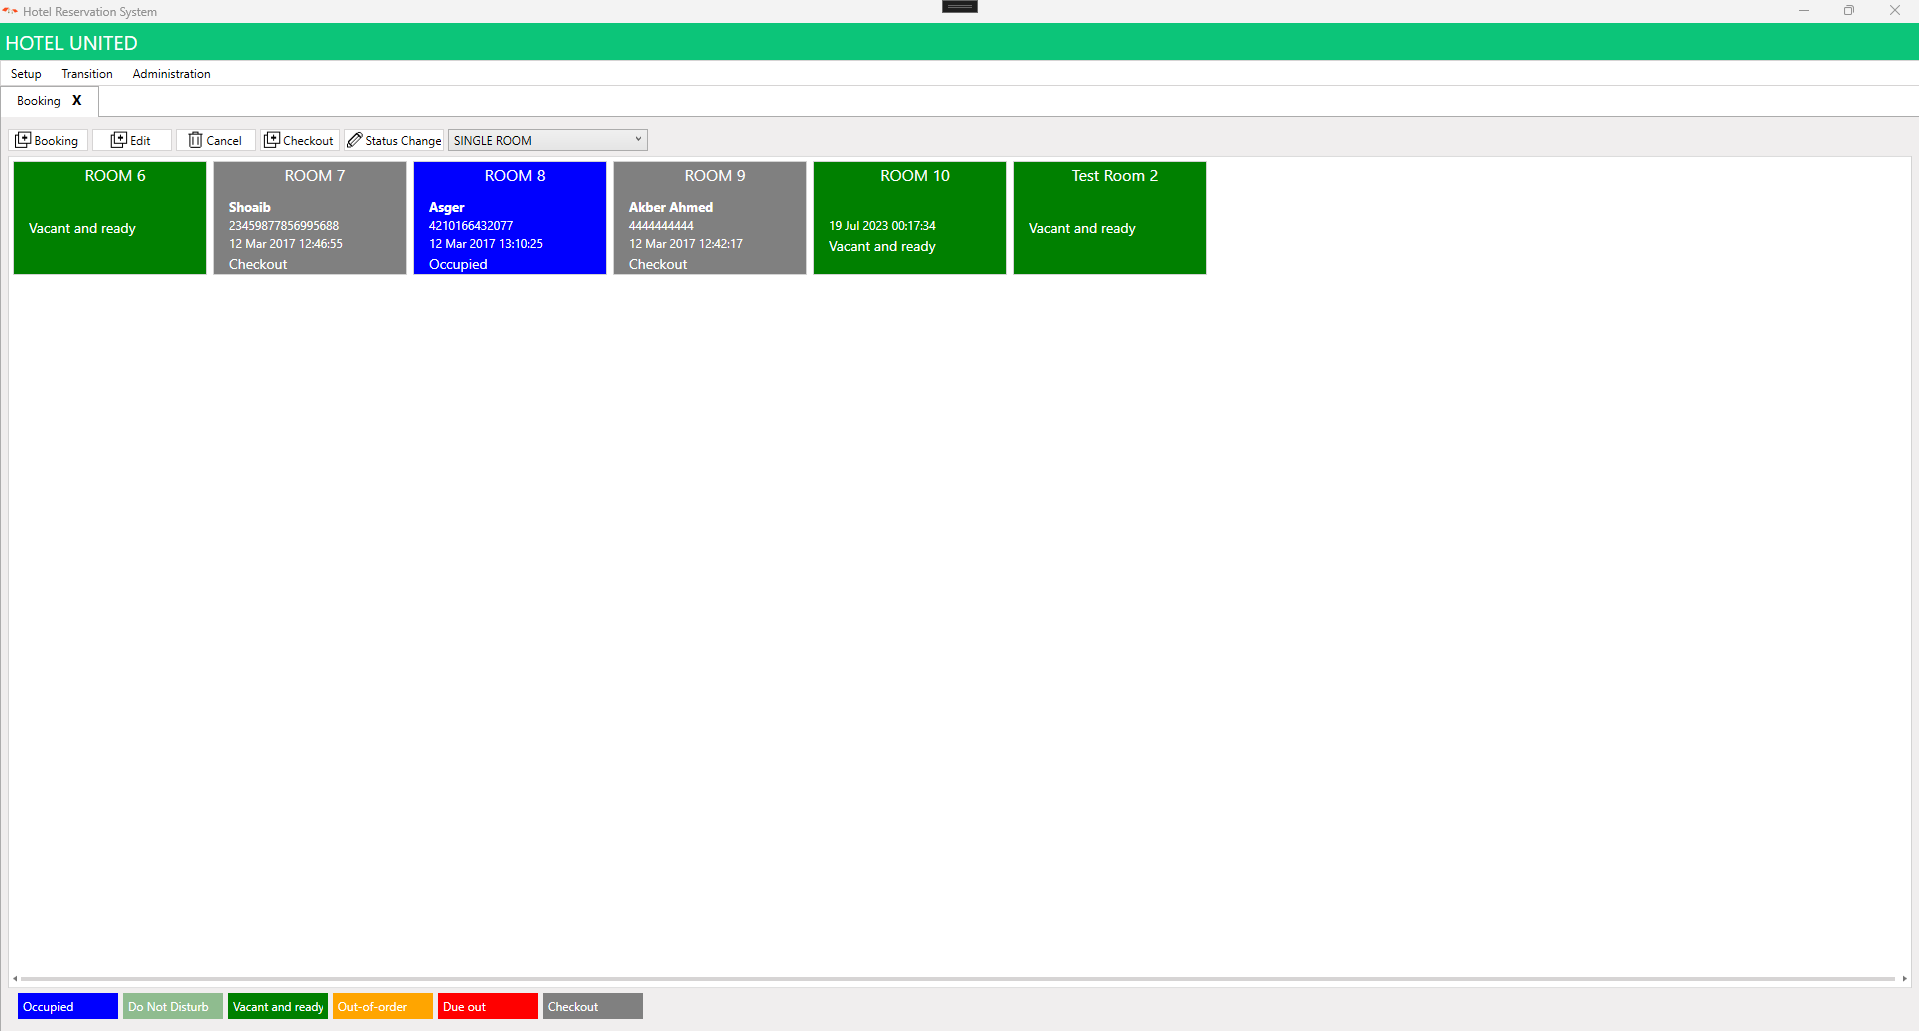 Hotel Reservation System
HOTEL UNITED
Setup Transition Administration
Booking X
Booking Edit Cancel Checkout Status Change SINGLE ROOM
ROOM 6
Vacant and ready
ROOM 7
Shoaib
23459877856995688
12 Mar 2017 12:46:55
Checkout
ROOM 8
Asger
4210166432077
12 Mar 2017 13:10:25
Occupied
ROOM 9
Akber Ahmed
4444444444
12 Mar 2017 12:42:17
Checkout
ROOM 10
19 Jul 2023 00:17:34
Vacant and ready
Test Room 2
Vacant and ready
Occupied Do Not Disturb Vacant and ready Out-of-order Due out Checkout